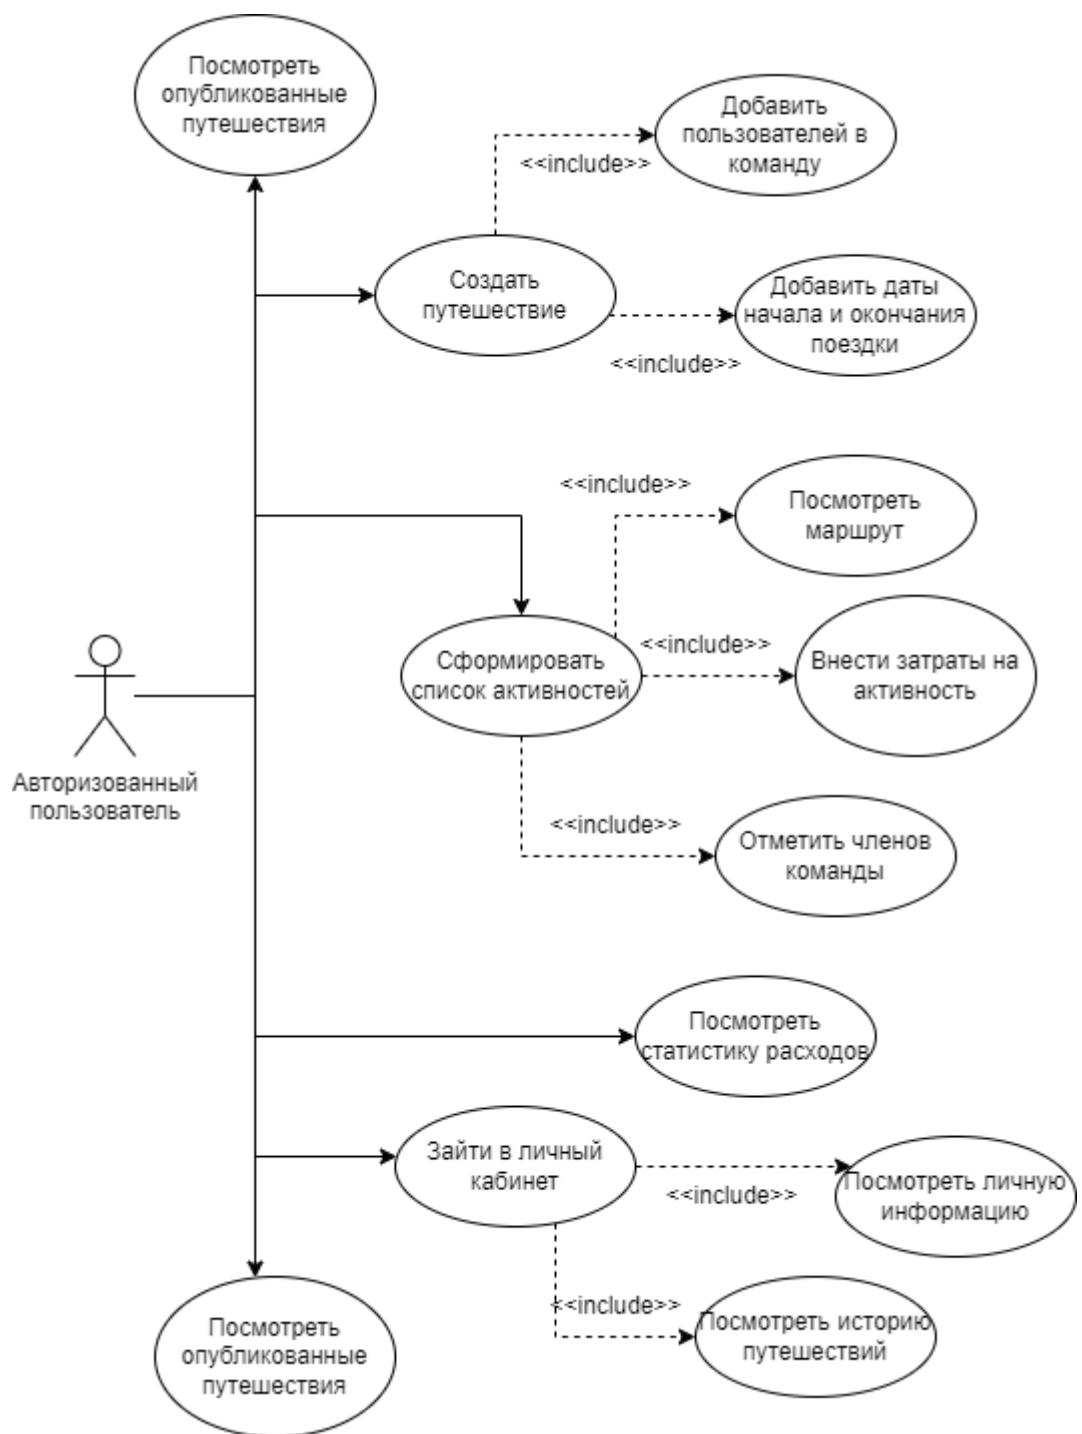 Посмотреть
опубликованные
путешествия
Добавить
пользователей в
команду
<<include>>
Создать
путешествие
Добавить даты
начала и окончания
поездки
<<include>>
<<include>>
Посмотреть
маршрут
Сформировать
список активностей
<<include>>
Внести затраты на
активность
Авторизованный
пользователь
<<include>>
Отметить членов
команды
Посмотреть
статистику расходов
Зайти в личный
кабинет
<<include>>
Посмотреть личную
информацию
<<include>>
Посмотреть историю
путешествий
Посмотреть
опубликованные
путешествия